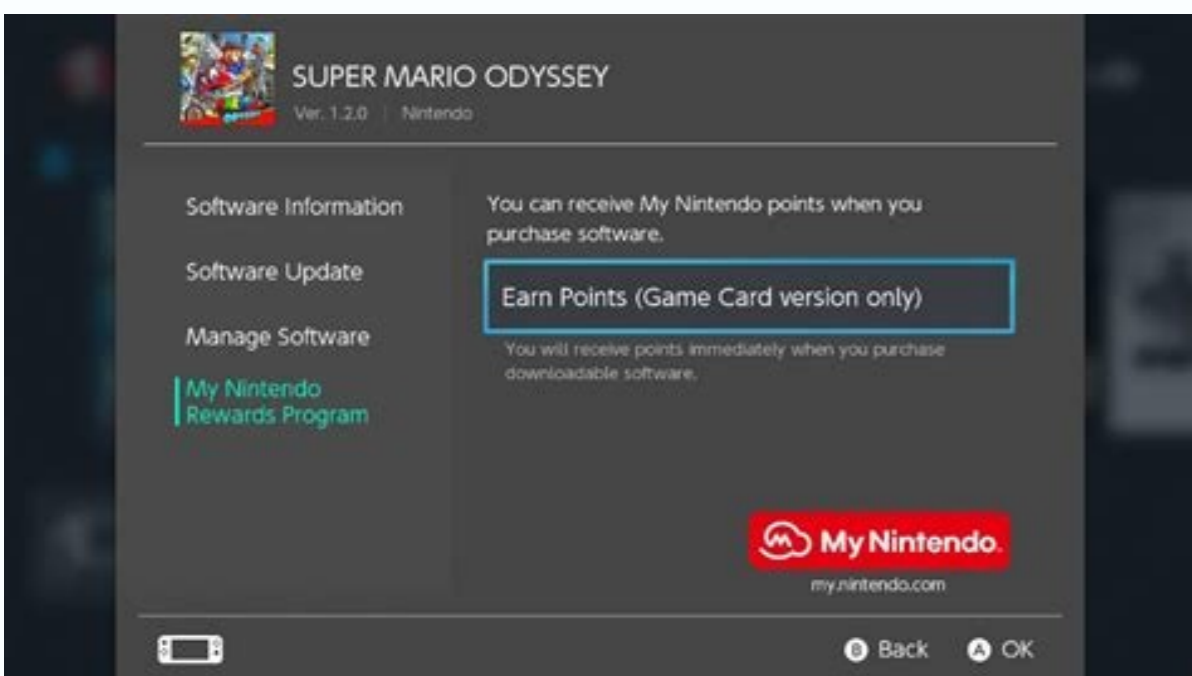 SUPER MARIO ODYSSEY
Ver. 1.2.0 | Nintendo
Software Information
Software Update
Manage Software
My Nintendo
Rewards Program
You can receive My Nintendo points when you
purchase software.
Earn Points (Game Card version only)
You will receive points immediately when you purchase
downloadable software.
My Nintendo
my.nintendo.com
B Back A OK